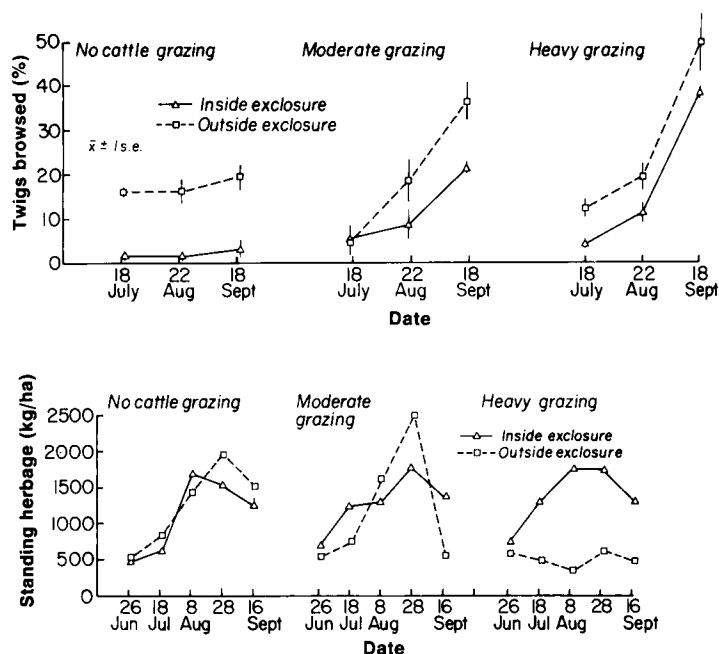 No cattle grazing Moderate grazing Heavy grazing
50
40
30
20
10
0
Twigs browsed (%)
Inside exclosure
Outside exclosure
x̄ ± 1 s.e.
18 22 18 18 22 18 18 22 18
July Aug Sept July Aug Sept July Aug Sept
Date
No cattle grazing Moderate grazing Heavy grazing
2500
2000
1500
1000
500
0
Standing herbage (kg/ha)
Inside exclosure
Outside exclosure
26 18 8 28 16 26 18 8 28 16 26 18 8 28 16
Jun Jul Aug Sept Jun Jul Aug Sept Jun Jul Aug Sept
Date